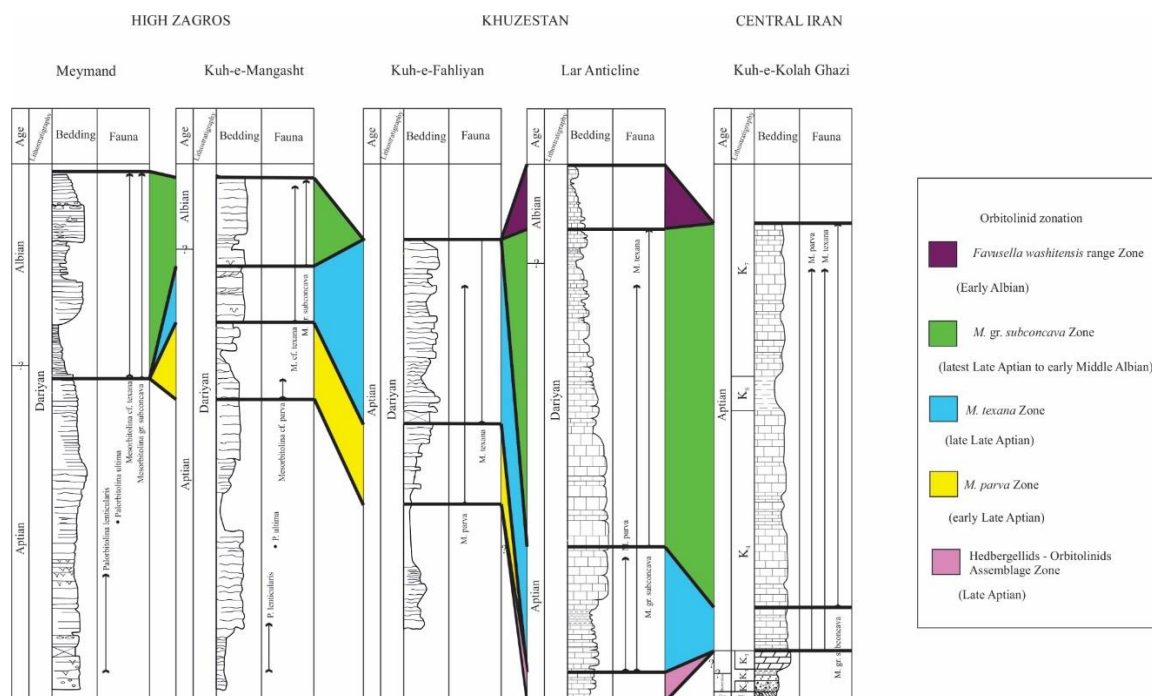 HIGH ZAGROS
KHUZESTAN
CENTRAL IRAN
Meymand
Kuh-e-Mangasht
Kuh-e-Fahliyan
Lar Anticline
Kuh-e-Kolah Ghazi
Age
Lithostratigraphy
Bedding
Fauna
Age
Lithostratigraphy
Bedding
Fauna
Age
Lithostratigraphy
Bedding
Fauna
Age
Lithostratigraphy
Bedding
Fauna
Age
Lithostratigraphy
Bedding
Fauna
Albian
-?
Aptian
Dariyan
Palorbitolina lenticularis
Palorbitolina ultima
Mesorbitolina cf. texana
Mesorbitolina gr. subconcava
Albian
-?
Aptian
Dariyan
P. lenticularis
P. ultima
Mesorbitolina cf. parva
M. cf. texana
M. gr. subconcava
Aptian
Dariyan
M. parva
M. texana
Albian
-?
Aptian
Dariyan
M. parva
M. gr. subconcava
M. texana
Aptian
K7
K6
K4
K3
M. parva
M. texana
M. gr. subconcava
Orbitolinid zonation
Favusella washitensis range Zone
(Early Albian)
M. gr. subconcava Zone
(latest Late Aptian to early Middle Albian)
M. texana Zone
(late Late Aptian)
M. parva Zone
(early Late Aptian)
Hedbergellids - Orbitolinids
Assemblage Zone
(Late Aptian)